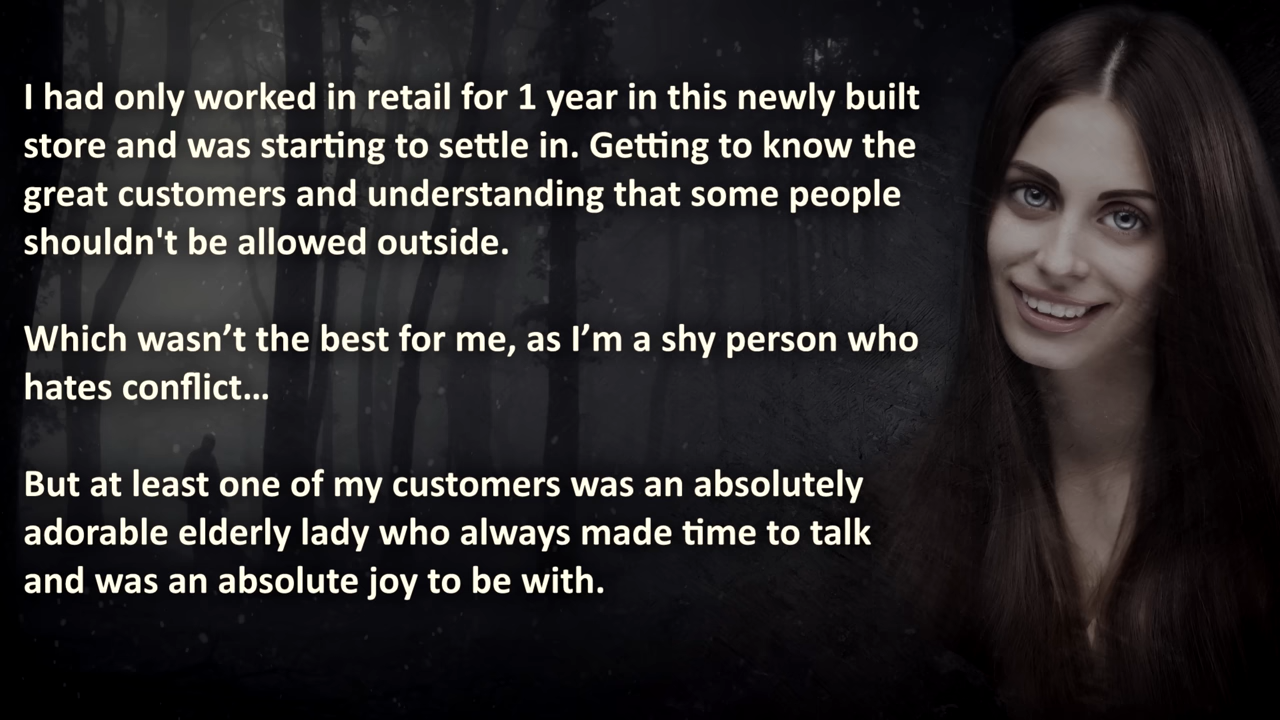 I had only worked in retail for 1 year in this newly built
store and was starting to settle in. Getting to know the
great customers and understanding that some people
shouldn't be allowed outside.
Which wasn’t the best for me, as I’m a shy person who
hates conflict...
But at least one of my customers was an absolutely
adorable elderly lady who always made time to talk
and was an absolute joy to be with.